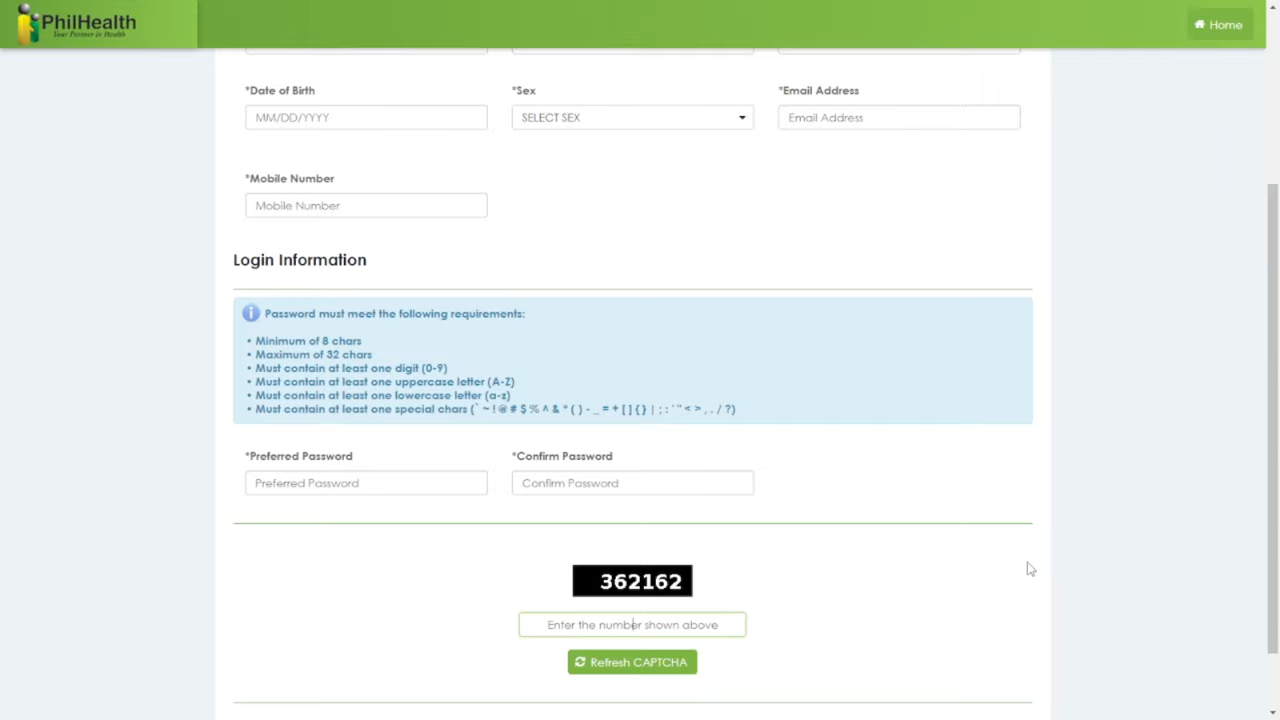 PhilHealth
Your Partner in Health
Home
*Date of Birth
*Sex
*Email Address
MM/DD/YYYY
SELECT SEX
Email Address
*Mobile Number
Mobile Number
Login Information
Password must meet the following requirements:
• Minimum of 8 chars
• Maximum of 32 chars
• Must contain at least one digit (0-9)
• Must contain at least one uppercase letter (A-Z)
• Must contain at least one lowercase letter (a-z)
• Must contain at least one special chars (` ~ ! @ # $ % ^ & * ( ) - _ = + [ ] { } | ; : ' " < > , . / ?)
*Preferred Password
*Confirm Password
Preferred Password
Confirm Password
362162
Enter the number shown above
Refresh CAPTCHA